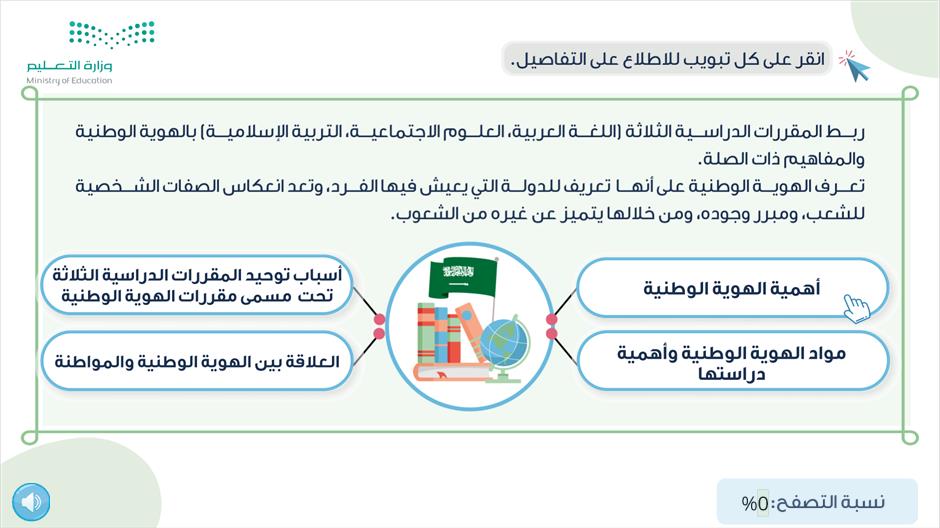 وزارة التعليم
Ministry of Education
انقر على كل تبويب للاطلاع على التفاصيل.
ربط المقررات الدراسية الثلاثة (اللغة العربية، العلوم الاجتماعية، التربية الإسلامية) بالهوية الوطنية
والمفاهيم ذات الصلة.
تعرف الهوية الوطنية على أنها تعريف للدولة التي يعيش فيها الفرد، وتعد انعكاس الصفات الشخصية
للشعب، ومبرر وجوده، ومن خلالها يتميز عن غيره من الشعوب.
أهمية الهوية الوطنية
مواد الهوية الوطنية وأهمية
دراستها
أسباب توحيد المقررات الدراسية الثلاثة
تحت مسمى مقررات الهوية الوطنية
العلاقة بين الهوية الوطنية والمواطنة
نسبة التصفح: 0%